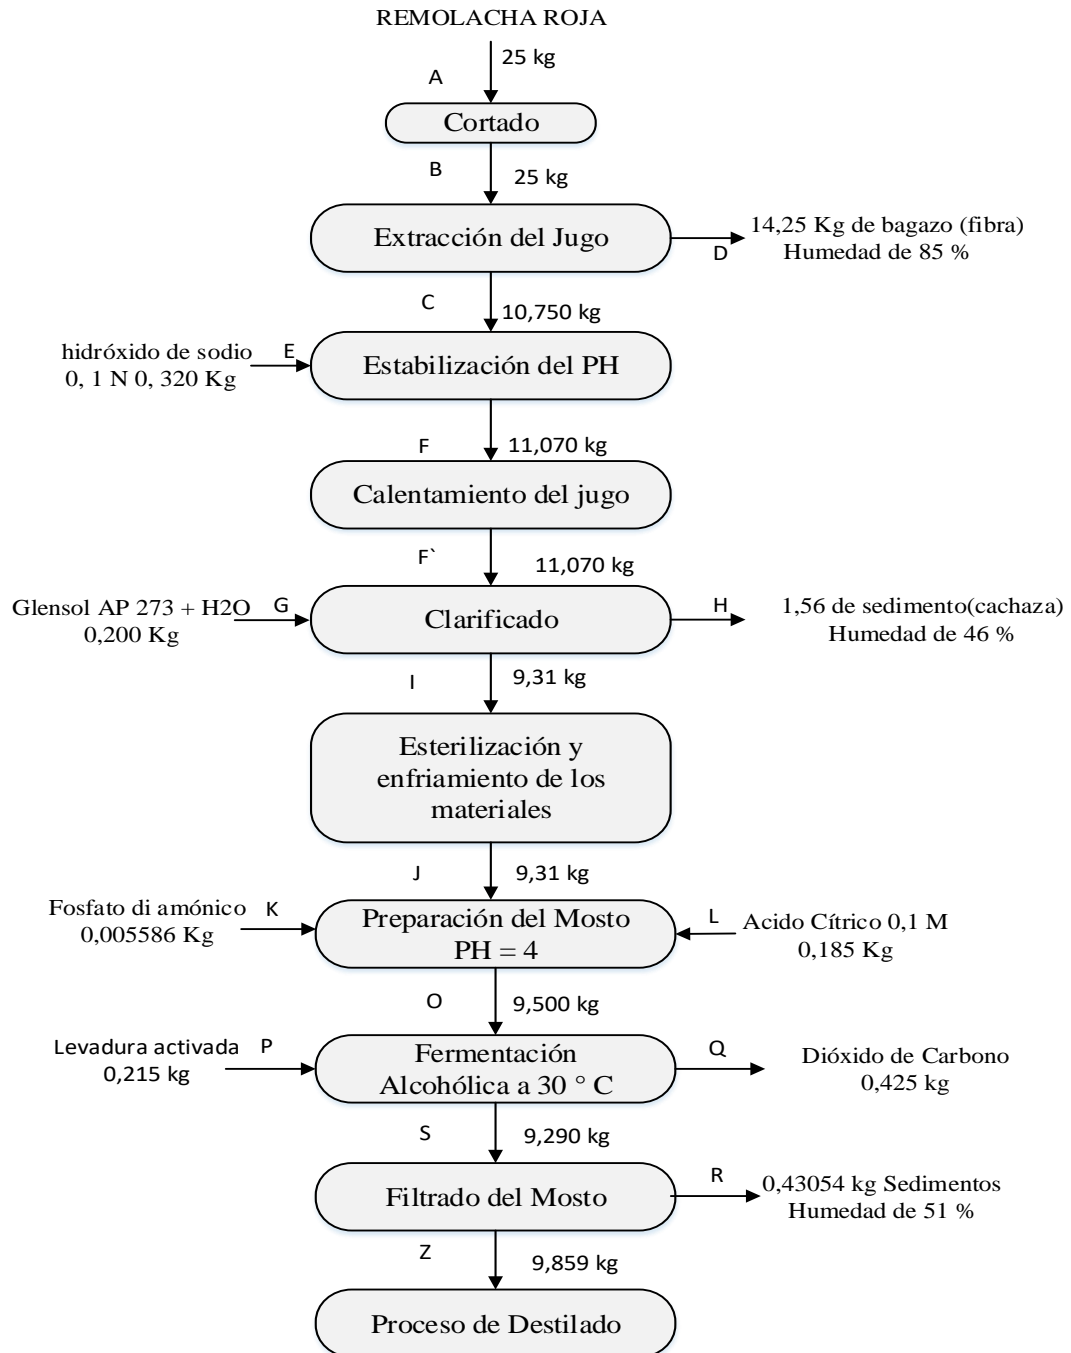 REMOLACHA ROJA
25 kg
A
Cortado
B
25 kg
Extracción del Jugo
14,25 Kg de bagazo (fibra)
D
Humedad de 85 %
C
10,750 kg
hidróxido de sodio
E
0, 1 N 0, 320 Kg
Estabilización del PH
F
11,070 kg
Calentamiento del jugo
F`
11,070 kg
Glensol AP 273 + H2O
G
0,200 Kg
Clarificado
H
1,56 de sedimento(cachaza)
Humedad de 46 %
I
9,31 kg
Esterilización y
enfriamiento de los
materiales
J
9,31 kg
Fosfato di amónico
K
0,005586 Kg
Preparación del Mosto
PH = 4
L
Acido Cítrico 0,1 M
0,185 Kg
O
9,500 kg
Levadura activada
P
0,215 kg
Fermentación
Alcohólica a 30 ° C
Q
Dióxido de Carbono
0,425 kg
S
9,290 kg
Filtrado del Mosto
R
0,43054 kg Sedimentos
Humedad de 51 %
Z
9,859 kg
Proceso de Destilado